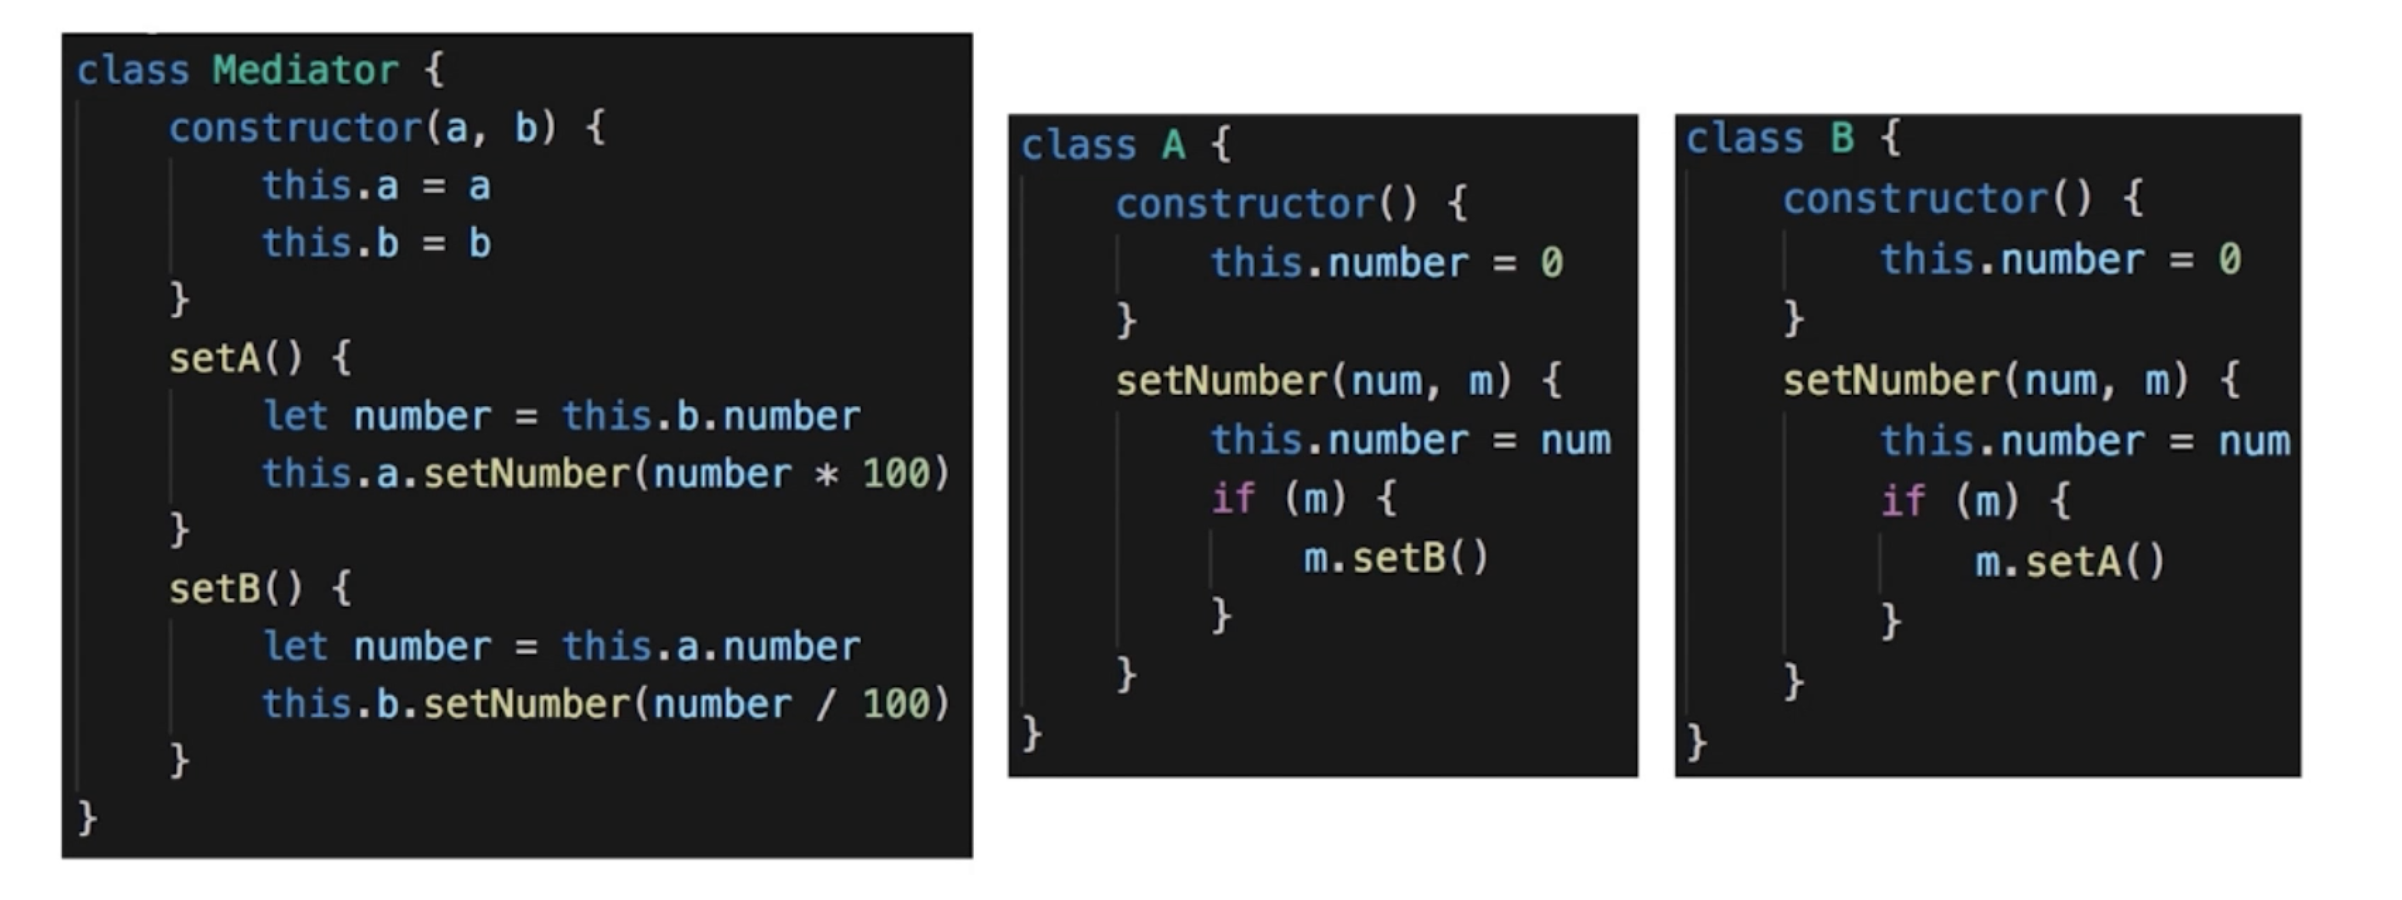 class Mediator {
    constructor(a, b) {
        this.a = a
        this.b = b
    }
    setA() {
        let number = this.b.number
        this.a.setNumber(number * 100)
    }
    setB() {
        let number = this.a.number
        this.b.setNumber(number / 100)
    }
}
class A {
    constructor() {
        this.number = 0
    }
    setNumber(num, m) {
        this.number = num
        if (m) {
            m.setB()
        }
    }
}
class B {
    constructor() {
        this.number = 0
    }
    setNumber(num, m) {
        this.number = num
        if (m) {
            m.setA()
        }
    }
}